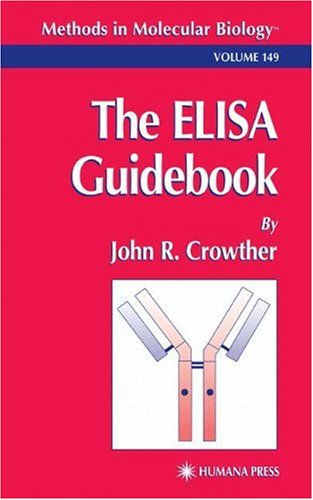 Methods in Molecular Biology™
VOLUME 149
The ELISA
Guidebook
By
John R. Crowther
HUMANA PRESS